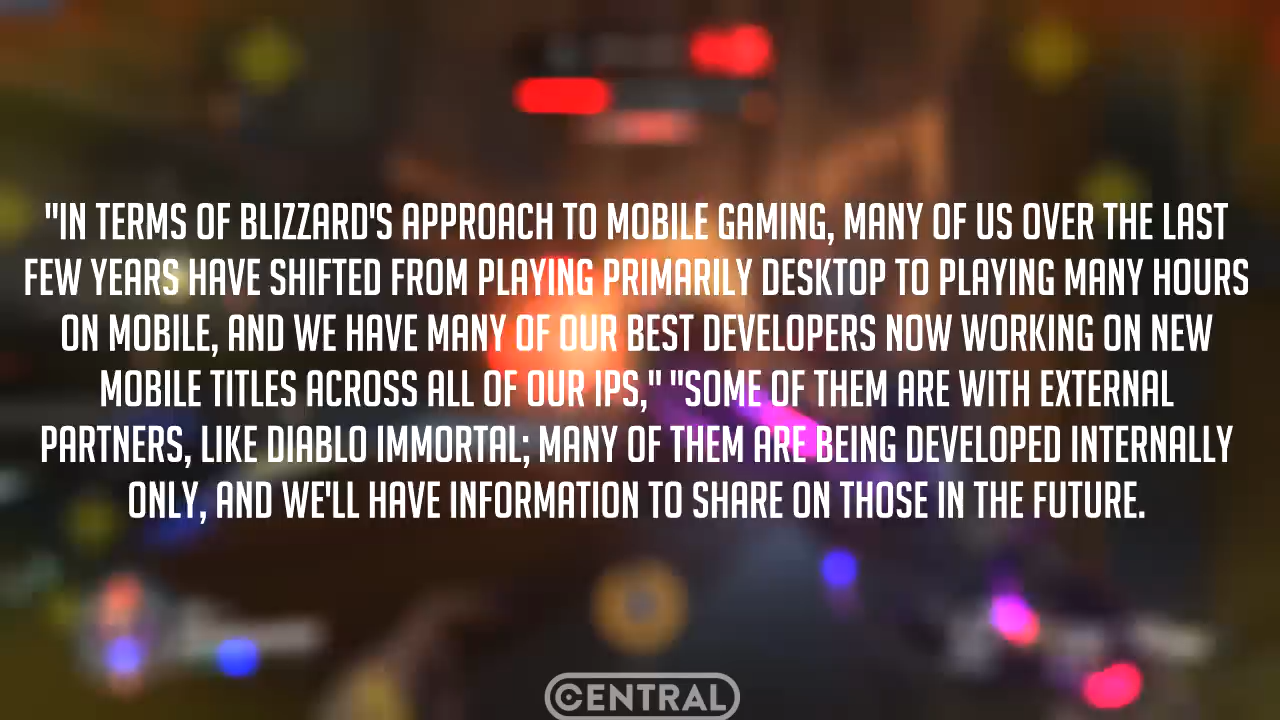 "IN TERMS OF BLIZZARD'S APPROACH TO MOBILE GAMING, MANY OF US OVER THE LAST
FEW YEARS HAVE SHIFTED FROM PLAYING PRIMARILY DESKTOP TO PLAYING MANY HOURS
ON MOBILE, AND WE HAVE MANY OF OUR BEST DEVELOPERS NOW WORKING ON NEW
MOBILE TITLES ACROSS ALL OF OUR IPS," "SOME OF THEM ARE WITH EXTERNAL
PARTNERS, LIKE DIABLO IMMORTAL; MANY OF THEM ARE BEING DEVELOPED INTERNALLY
ONLY, AND WE'LL HAVE INFORMATION TO SHARE ON THOSE IN THE FUTURE.
CENTRAL